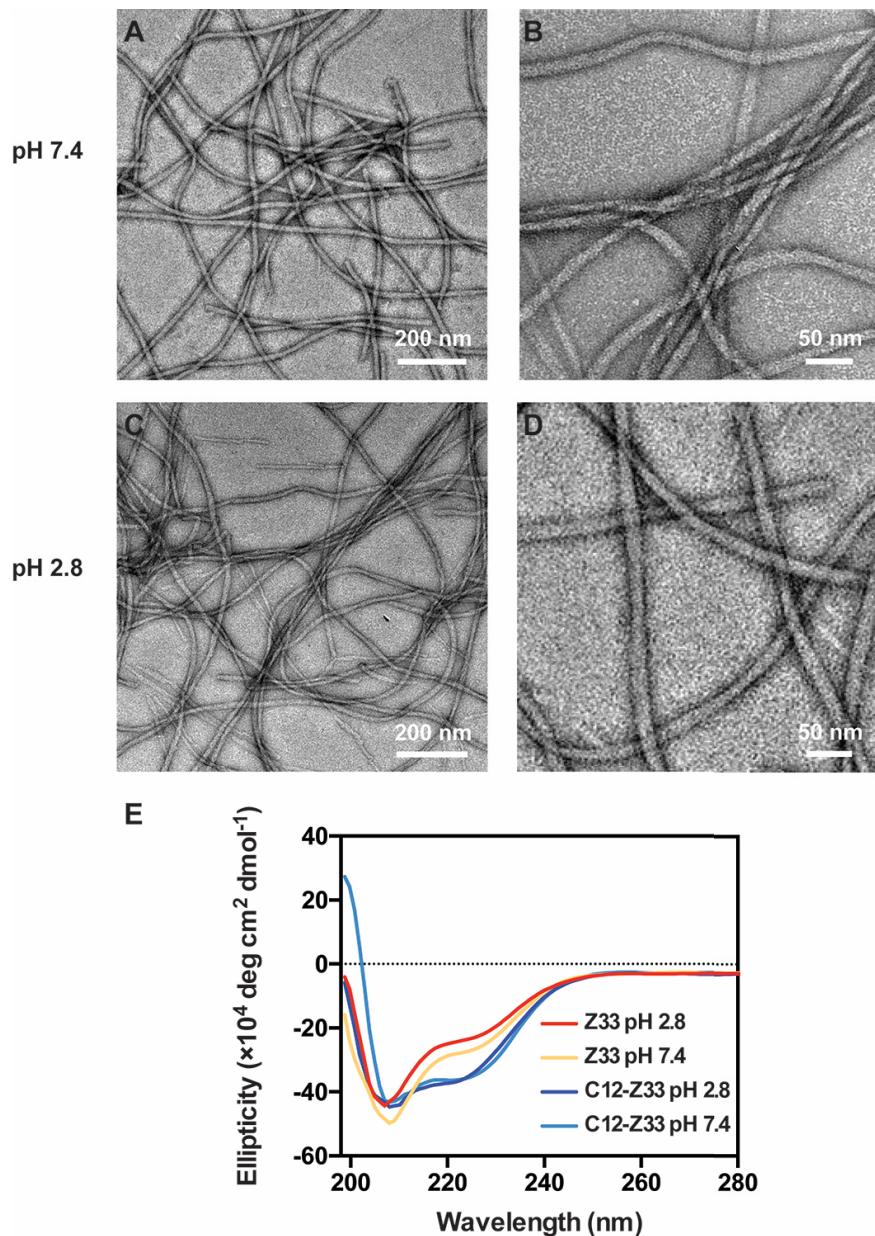 A
B
pH 7.4
200 nm
50 nm
C
D
pH 2.8
200 nm
50 nm
E
Ellipticity (×10⁴ deg cm² dmol⁻¹)
40
20
0
-20
-40
-60
Z33 pH 2.8
Z33 pH 7.4
C12-Z33 pH 2.8
C12-Z33 pH 7.4
200
220
240
260
280
Wavelength (nm)